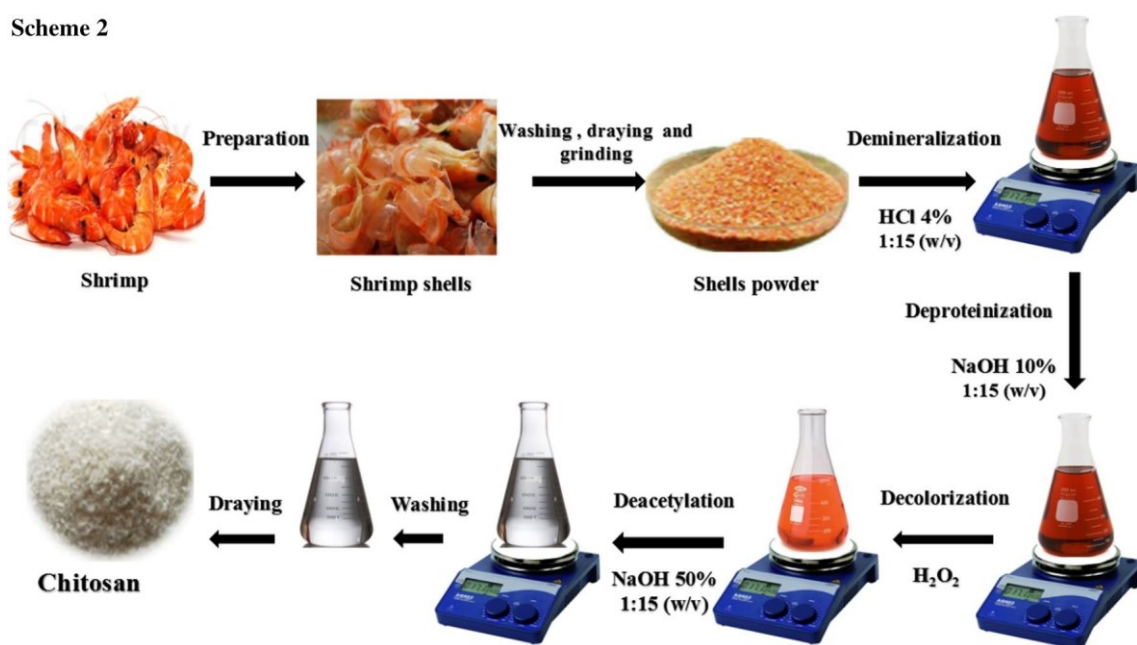 Scheme 2
Preparation
Washing , draying and
grinding
Demineralization
HCl 4%
1:15 (w/v)
Shrimp
Shrimp shells
Shells powder
Deproteinization
NaOH 10%
1:15 (w/v)
Draying
Washing
Deacetylation
NaOH 50%
1:15 (w/v)
Decolorization
H₂O₂
Chitosan